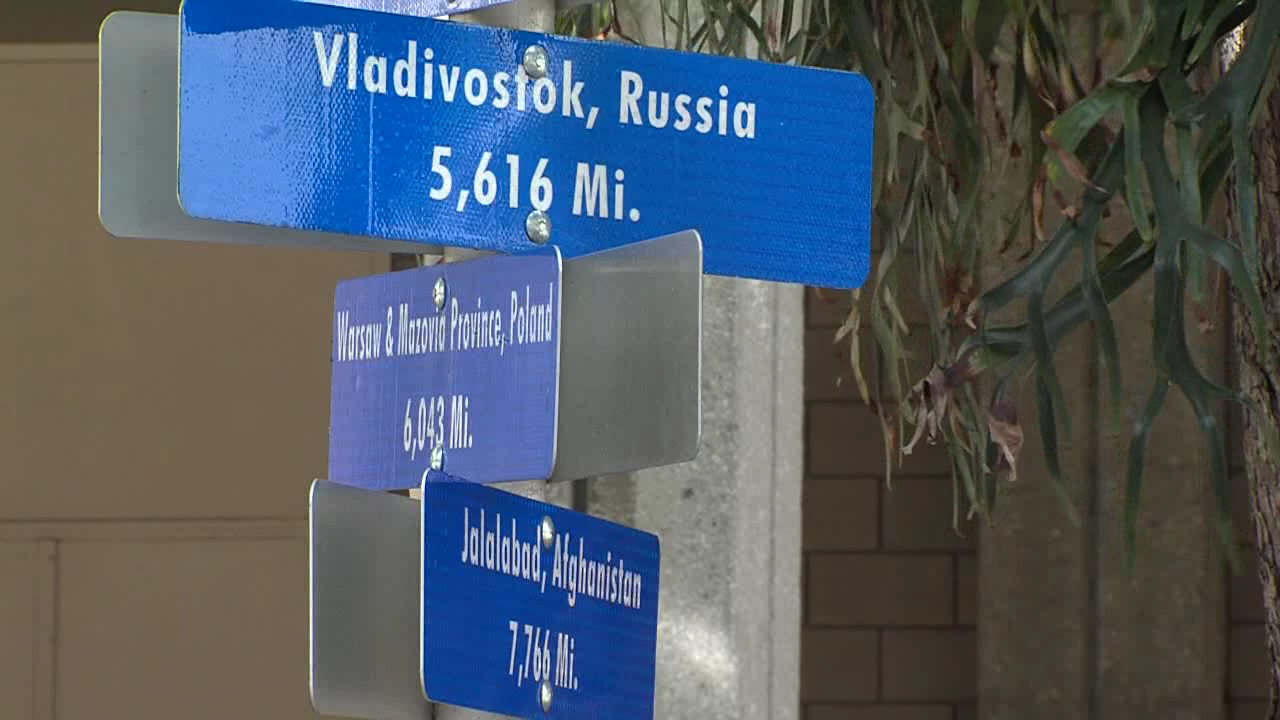 Vladivostok, Russia
5,616 Mi.
Warsaw & Mazovia Province, Poland
6,043 Mi.
Jalalabad, Afghanistan
7,766 Mi.